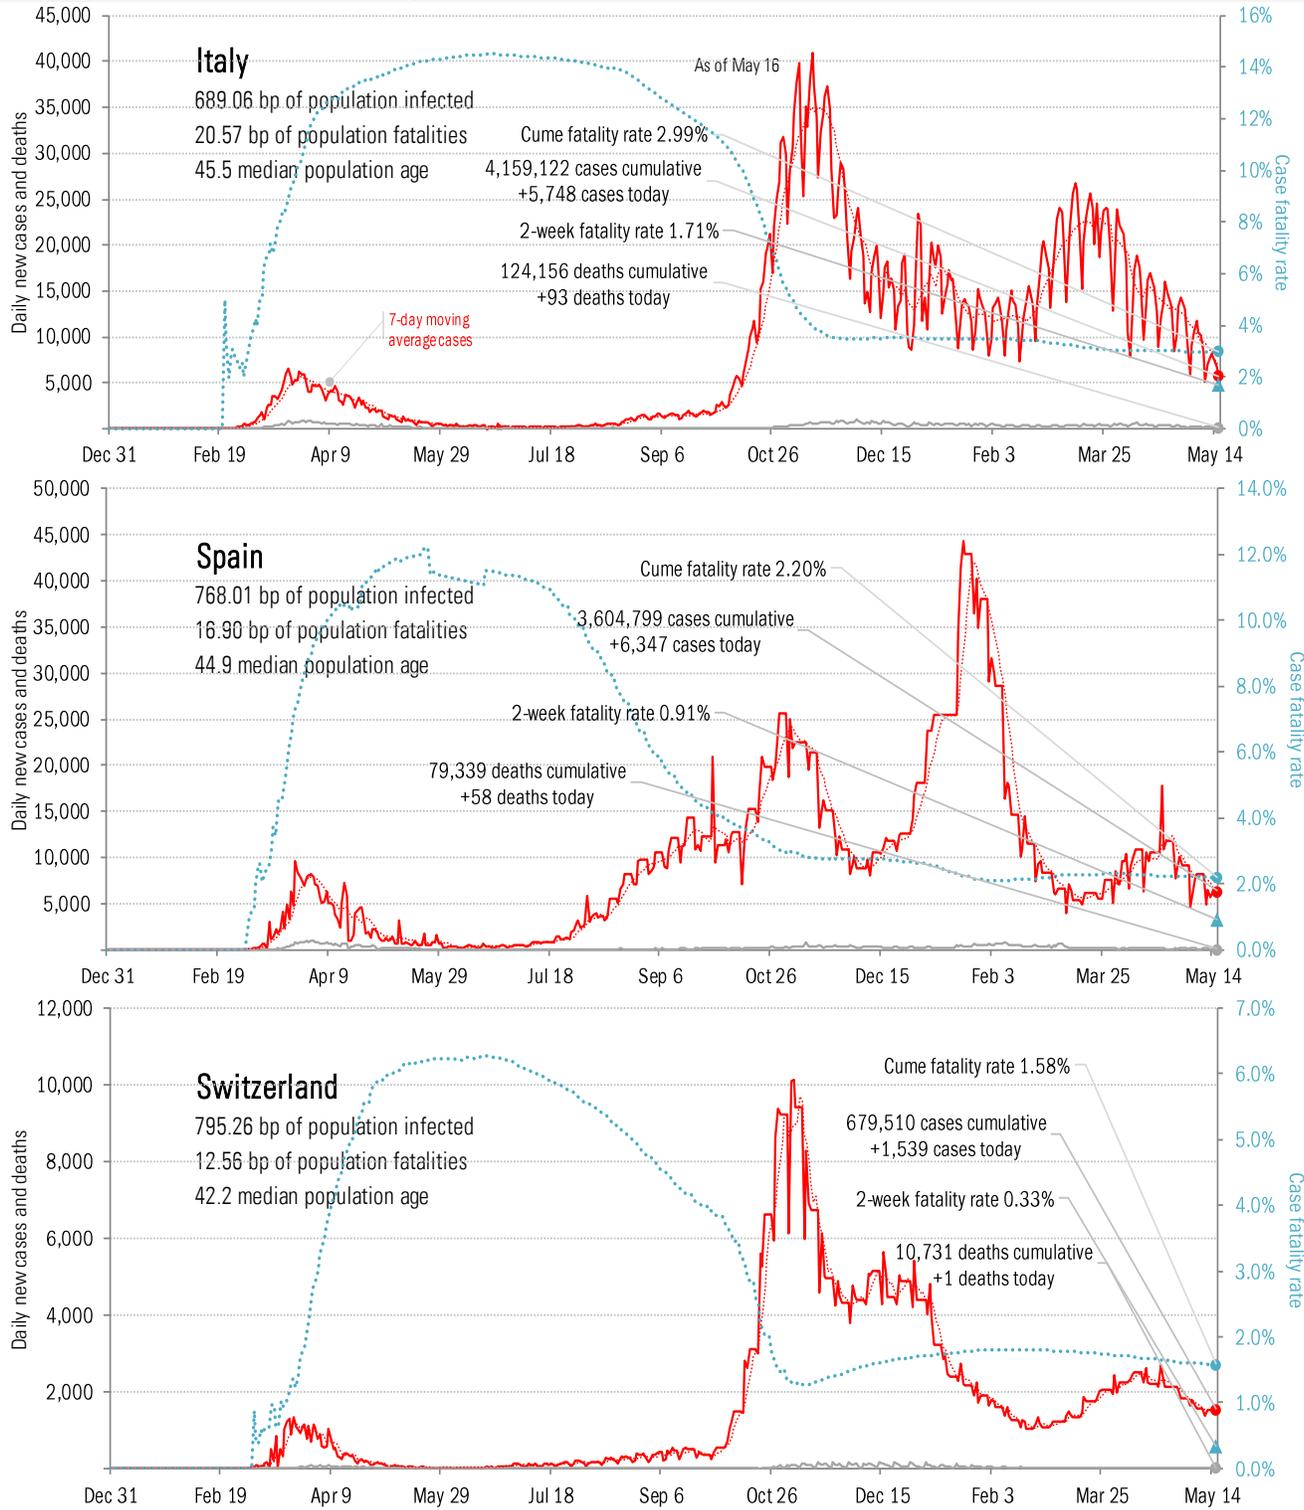 45,000
40,000
35,000
30,000
25,000
20,000
15,000
10,000
5,000
Daily new cases and deaths
Italy
689.06 bp of population infected
20.57 bp of population fatalities
45.5 median population age
As of May 16
Cume fatality rate 2.99%
4,159,122 cases cumulative
+5,748 cases today
2-week fatality rate 1.71%
124,156 deaths cumulative
+93 deaths today
7-day moving
average cases
16%
14%
12%
10%
8%
6%
4%
2%
0%
Case fatality rate
Dec 31 Feb 19 Apr 9 May 29 Jul 18 Sep 6 Oct 26 Dec 15 Feb 3 Mar 25 May 14
50,000
45,000
40,000
35,000
30,000
25,000
20,000
15,000
10,000
5,000
Daily new cases and deaths
Spain
768.01 bp of population infected
16.90 bp of population fatalities
44.9 median population age
Cume fatality rate 2.20%
3,604,799 cases cumulative
+6,347 cases today
2-week fatality rate 0.91%
79,339 deaths cumulative
+58 deaths today
14.0%
12.0%
10.0%
8.0%
6.0%
4.0%
2.0%
0.0%
Case fatality rate
Dec 31 Feb 19 Apr 9 May 29 Jul 18 Sep 6 Oct 26 Dec 15 Feb 3 Mar 25 May 14
12,000
10,000
8,000
6,000
4,000
2,000
Daily new cases and deaths
Switzerland
795.26 bp of population infected
12.56 bp of population fatalities
42.2 median population age
Cume fatality rate 1.58%
679,510 cases cumulative
+1,539 cases today
2-week fatality rate 0.33%
10,731 deaths cumulative
+1 deaths today
7.0%
6.0%
5.0%
4.0%
3.0%
2.0%
1.0%
0.0%
Case fatality rate
Dec 31 Feb 19 Apr 9 May 29 Jul 18 Sep 6 Oct 26 Dec 15 Feb 3 Mar 25 May 14